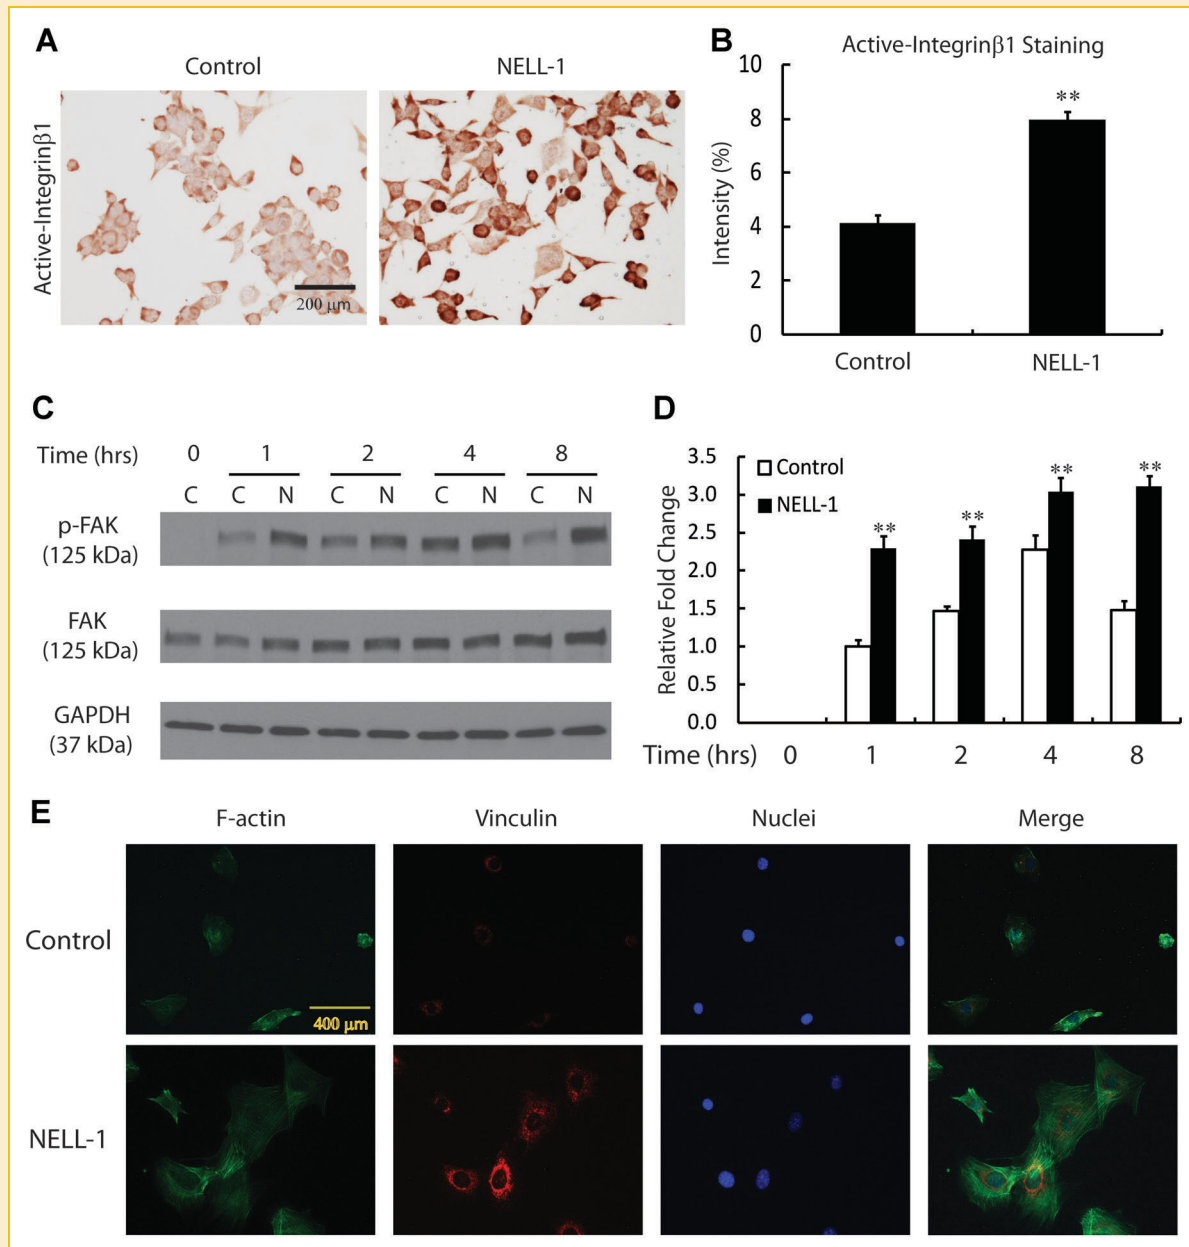 A
Control
NELL-1
Active-Integrinβ1
200 μm
B
Active-Integrinβ1 Staining
Intensity (%)
10
8
6
4
2
0
**
Control
NELL-1
C
Time (hrs) 0 1 2 4 8
C C N C N C N C N
p-FAK
(125 kDa)
FAK
(125 kDa)
GAPDH
(37 kDa)
D
Relative Fold Change
3.5
3.0
2.5
2.0
1.5
1.0
0.5
0.0
Control
NELL-1
** ** ** **
Time (hrs) 0 1 2 4 8
E
F-actin Vinculin Nuclei Merge
Control
400 μm
NELL-1